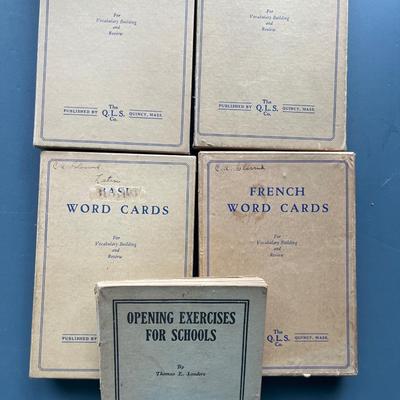 For
Vocabulary Building
and
Review
PUBLISHED BY The Q.L.S. Co. QUINCY, MASS.
For
Vocabulary Building
and
Review
PUBLISHED BY The Q.L.S. Co. QUINCY, MASS.
Latin
BASIC
WORD CARDS
For
Vocabulary Building
and
Review
PUBLISHED BY
FRENCH
WORD CARDS
For
Vocabulary Building
and
Review
The
Q.L.S.
Co.
QUINCY, MASS.
OPENING EXERCISES
FOR SCHOOLS
By
Thomas E. Sanders